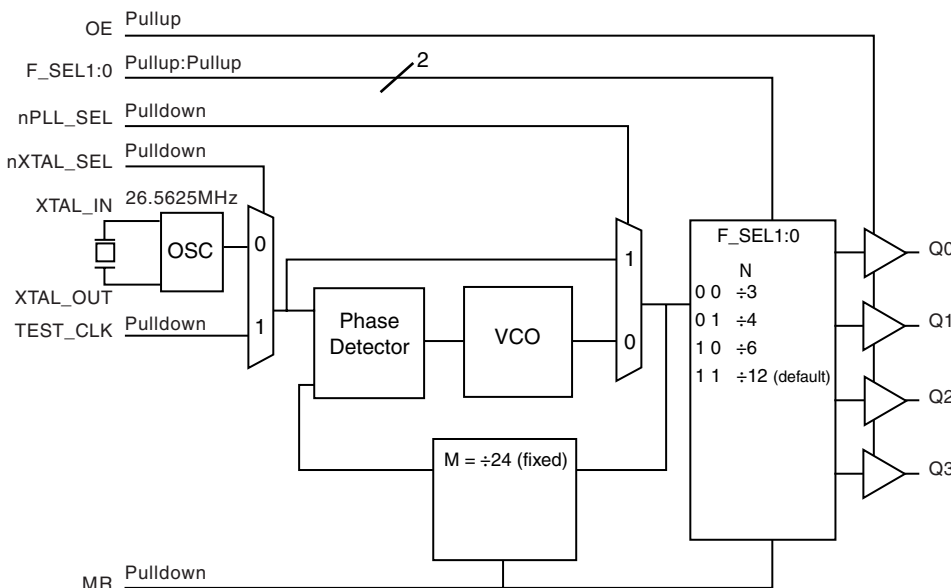 OE Pullup
F_SEL1:0 Pullup:Pullup 2
nPLL_SEL Pulldown
nXTAL_SEL Pulldown
XTAL_IN 26.5625MHz
OSC
XTAL_OUT
TEST_CLK Pulldown
0
1
Phase
Detector
VCO
1
0
M = ÷24 (fixed)
F_SEL1:0
N
0 0 ÷3
0 1 ÷4
1 0 ÷6
1 1 ÷12 (default)
Q0
Q1
Q2
Q3
MR Pulldown